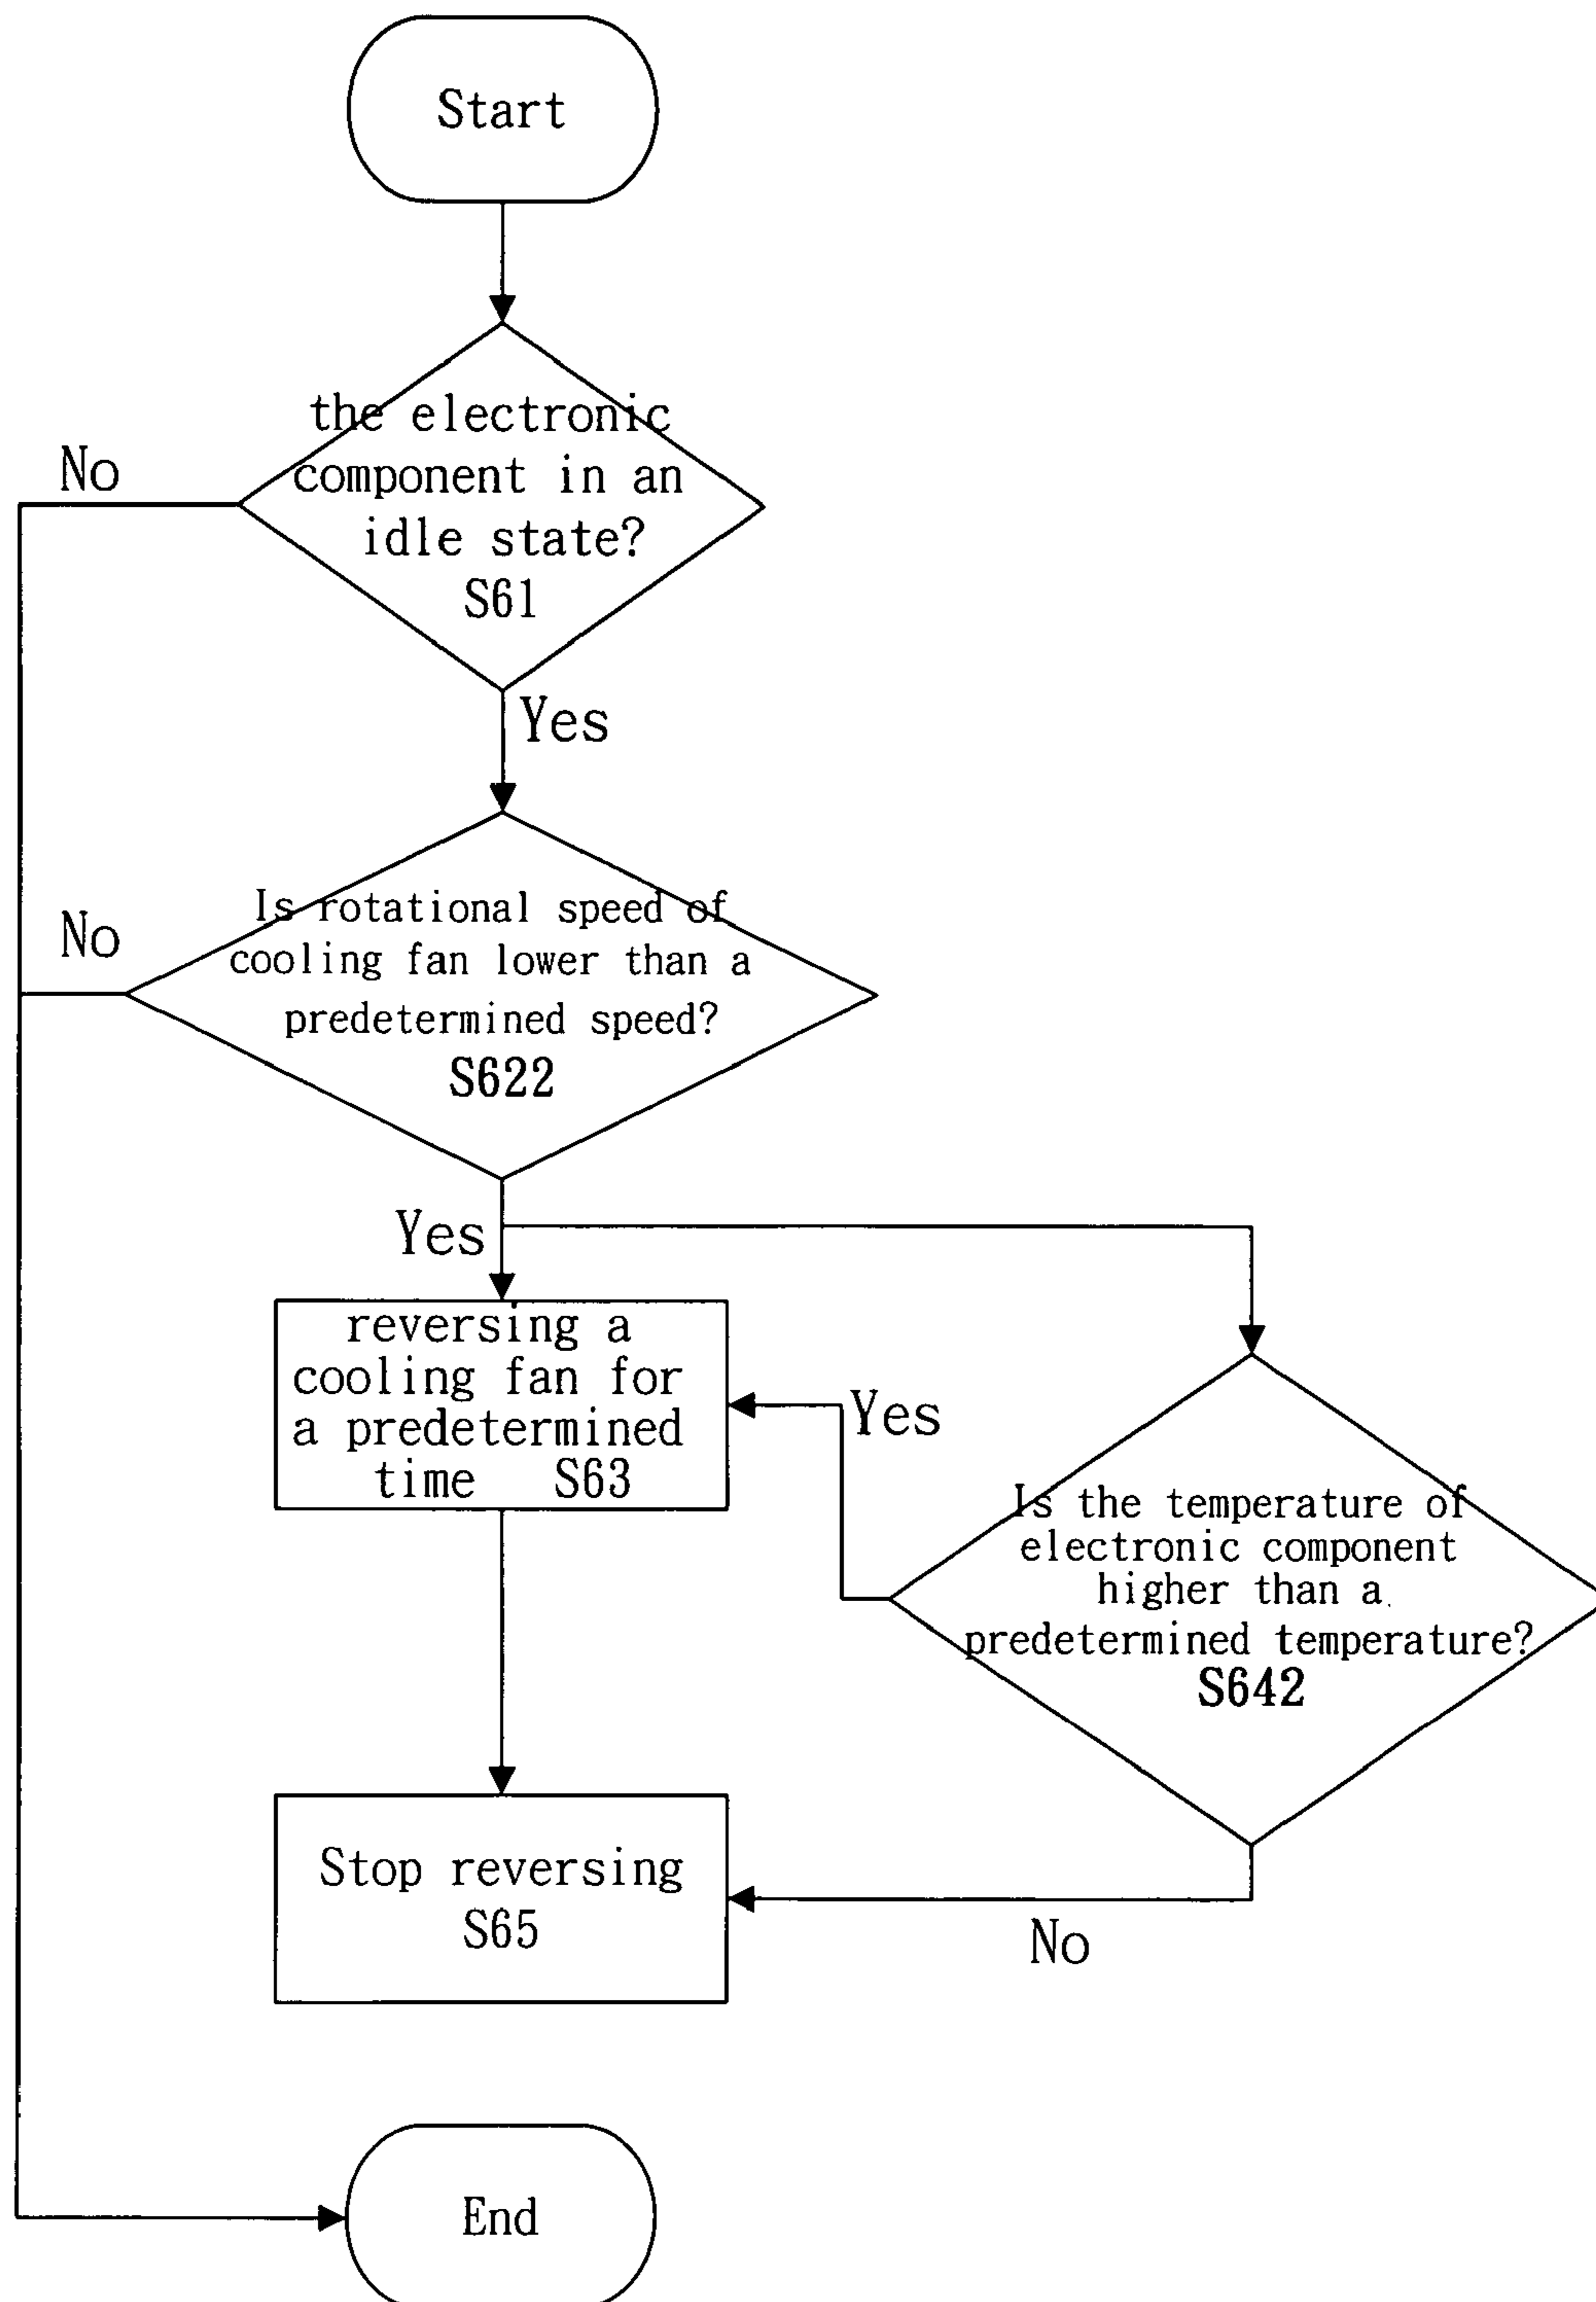 Start
the electronic
component in an
idle state?
S61
No
Yes
Is rotational speed of
cooling fan lower than a
predetermined speed?
S622
No
Yes
reversing a
cooling fan for
a predetermined
time S63
Yes
Is the temperature of
electronic component
higher than a
predetermined temperature?
S642
Stop reversing
S65
No
End